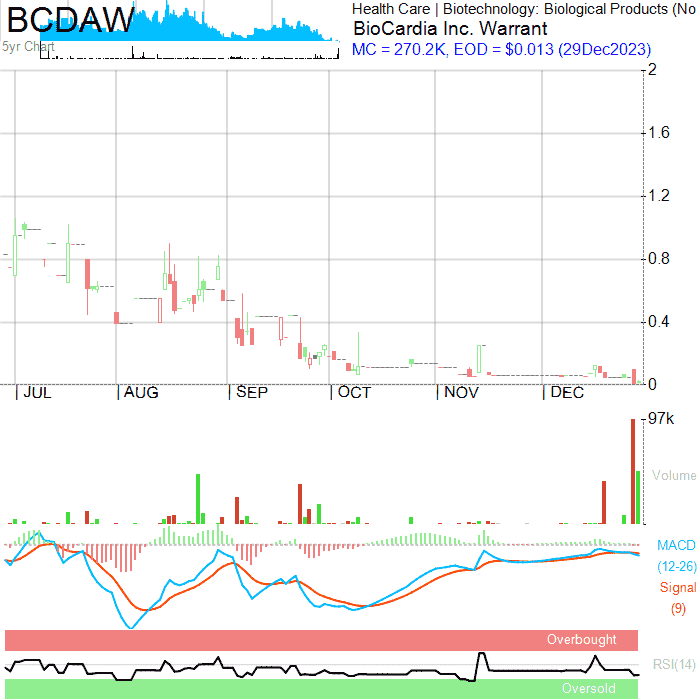 BCDAW
5yr Chart
Health Care | Biotechnology: Biological Products (No
BioCardia Inc. Warrant
MC = 270.2K, EOD = $0.013 (29Dec2023)
2
1.6
1.2
0.8
0.4
0
JUL AUG SEP OCT NOV DEC
97k
Volume
MACD
(12-26)
Signal
(9)
Overbought
RSI(14)
Oversold